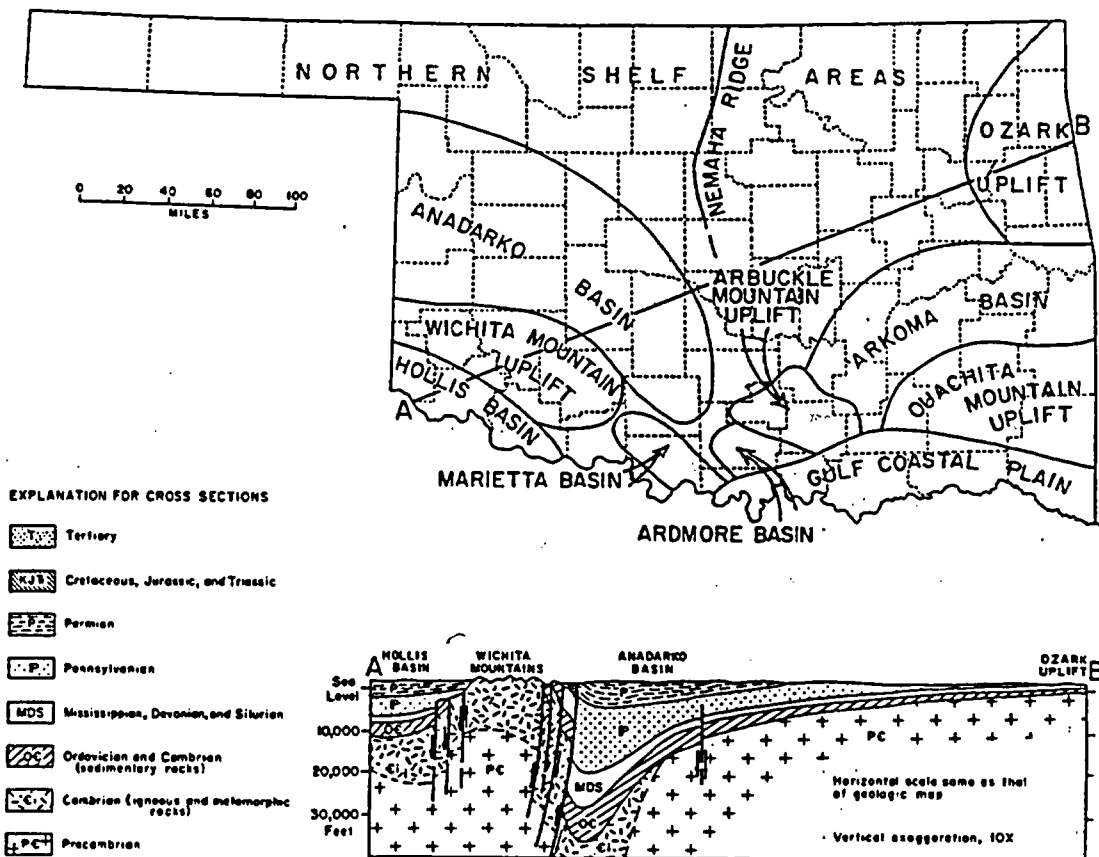 NORTHERN SHELF AREAS
NEMAHA RIDGE
OZARK
B
UPLIFT
0 20 40 60 80 100
MILES
ANADARKO
BASIN
ARBUCKLE
MOUNTAIN
UPLIFT
ARKOMA
BASIN
WICHITA MOUNTAIN
UPLIFT
HOLLIS BASIN
A
OUACHITA
MOUNTAIN
UPLIFT
MARIETTA BASIN
GULF COASTAL PLAIN
ARDMORE BASIN
EXPLANATION FOR CROSS SECTIONS
T Tertiary
KJ Cretaceous, Jurassic, and Triassic
P Permian
P Pennsylvanian
MDS Mississippian, Devonian, and Silurian
OC Ordovician and Cambrian
(sedimentary rocks)
Ci Cambrian (igneous and metamorphic
rocks)
PC Precambrian
A
HOLLIS
BASIN
WICHITA
MOUNTAINS
ANADARKO
BASIN
OZARK
UPLIFT
B
Sea
Level
10,000
20,000
30,000
Feet
P
P
OC
Ci
PC
P
P
MDS
OC
Ci
PC
Horizontal scale same as that
of geologic map
Vertical exaggeration, 10X